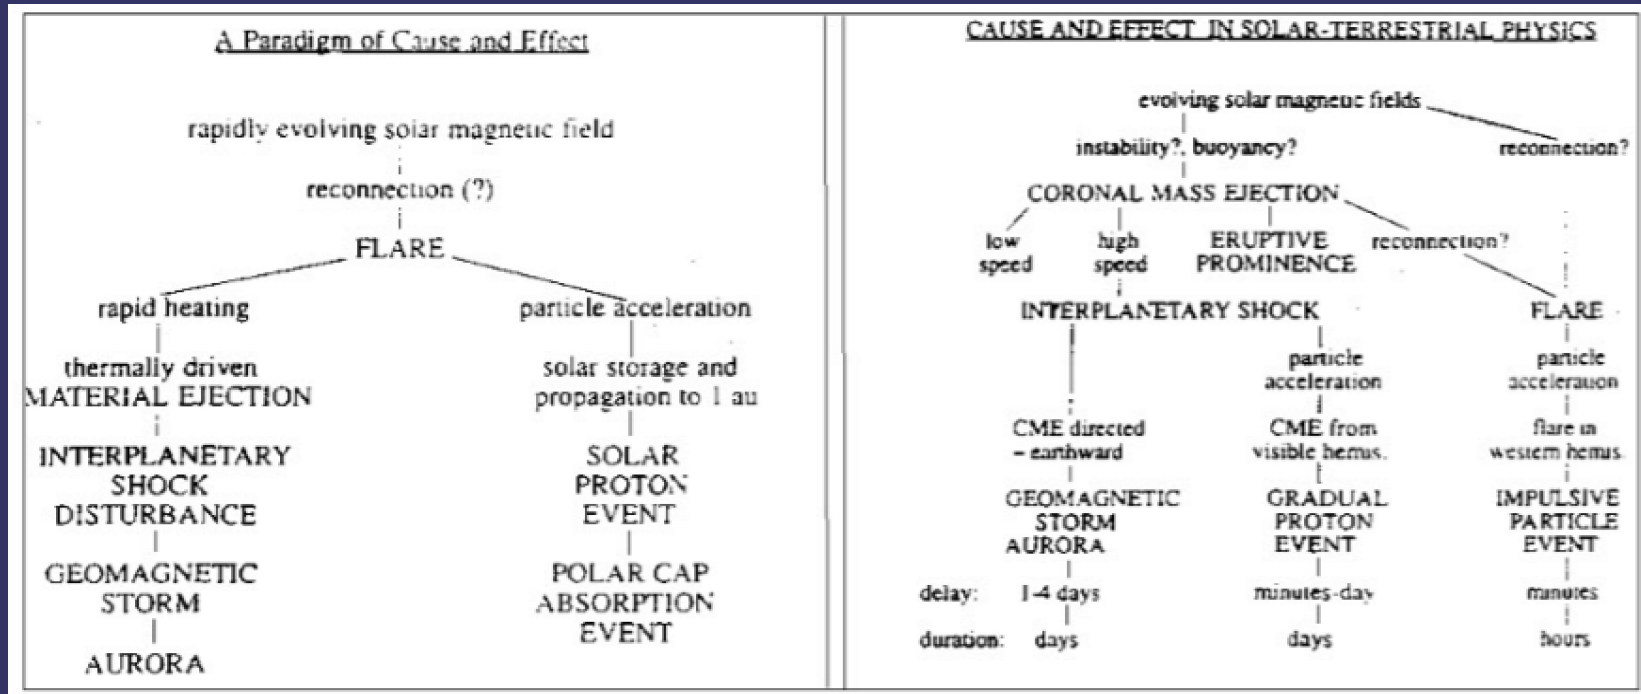 A Paradigm of Cause and Effect
rapidly evolving solar magnetic field
reconnection (?)
FLARE
rapid heating
particle acceleration
thermally driven
MATERIAL EJECTION
solar storage and
propagation to 1 au
INTERPLANETARY
SHOCK
DISTURBANCE
SOLAR
PROTON
EVENT
GEOMAGNETIC
STORM
POLAR CAP
ABSORPTION
EVENT
AURORA
CAUSE AND EFFECT IN SOLAR-TERRESTRIAL PHYSICS
evolving solar magnetic fields
instability?, buoyancy?
reconnection?
CORONAL MASS EJECTION
low
speed
high
speed
ERUPTIVE
PROMINENCE
reconnection?
INTERPLANETARY SHOCK
FLARE
particle
acceleration
particle
acceleration
CME directed
- earthward
CME from
visible hemis.
flare in
western hemis.
GEOMAGNETIC
STORM
AURORA
GRADUAL
PROTON
EVENT
IMPULSIVE
PARTICLE
EVENT
delay: 1-4 days minutes-day minutes
duration: days days hours